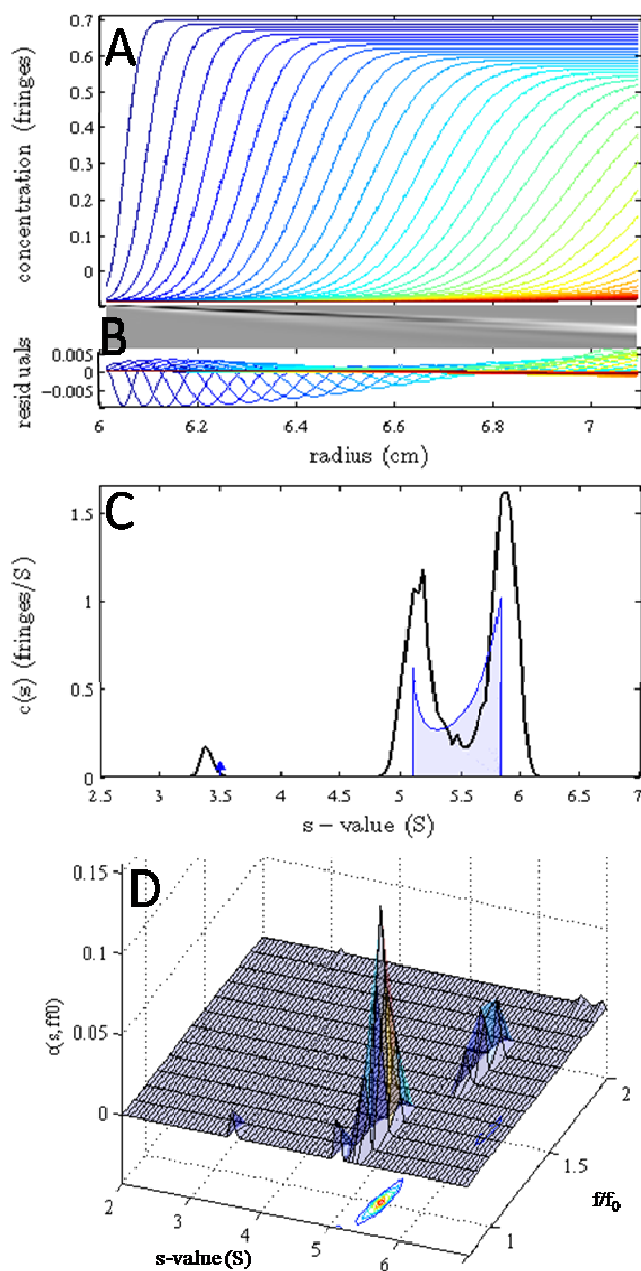 A
0.7
0.6
0.5
0.4
0.3
0.2
0.1
0
concentration (fringes)
B
0.005
0
-0.005
residuals
6 6.2 6.4 6.6 6.8 7
radius (cm)
C
1.5
1
0.5
0
c(s) (fringes/S)
2.5 3 3.5 4 4.5 5 5.5 6 6.5 7
s-value (S)
D
0.15
0.1
0.05
0
c(s,ff0)
2 3 4 5 6
s-value (S)
1 1.5 2
f/f0